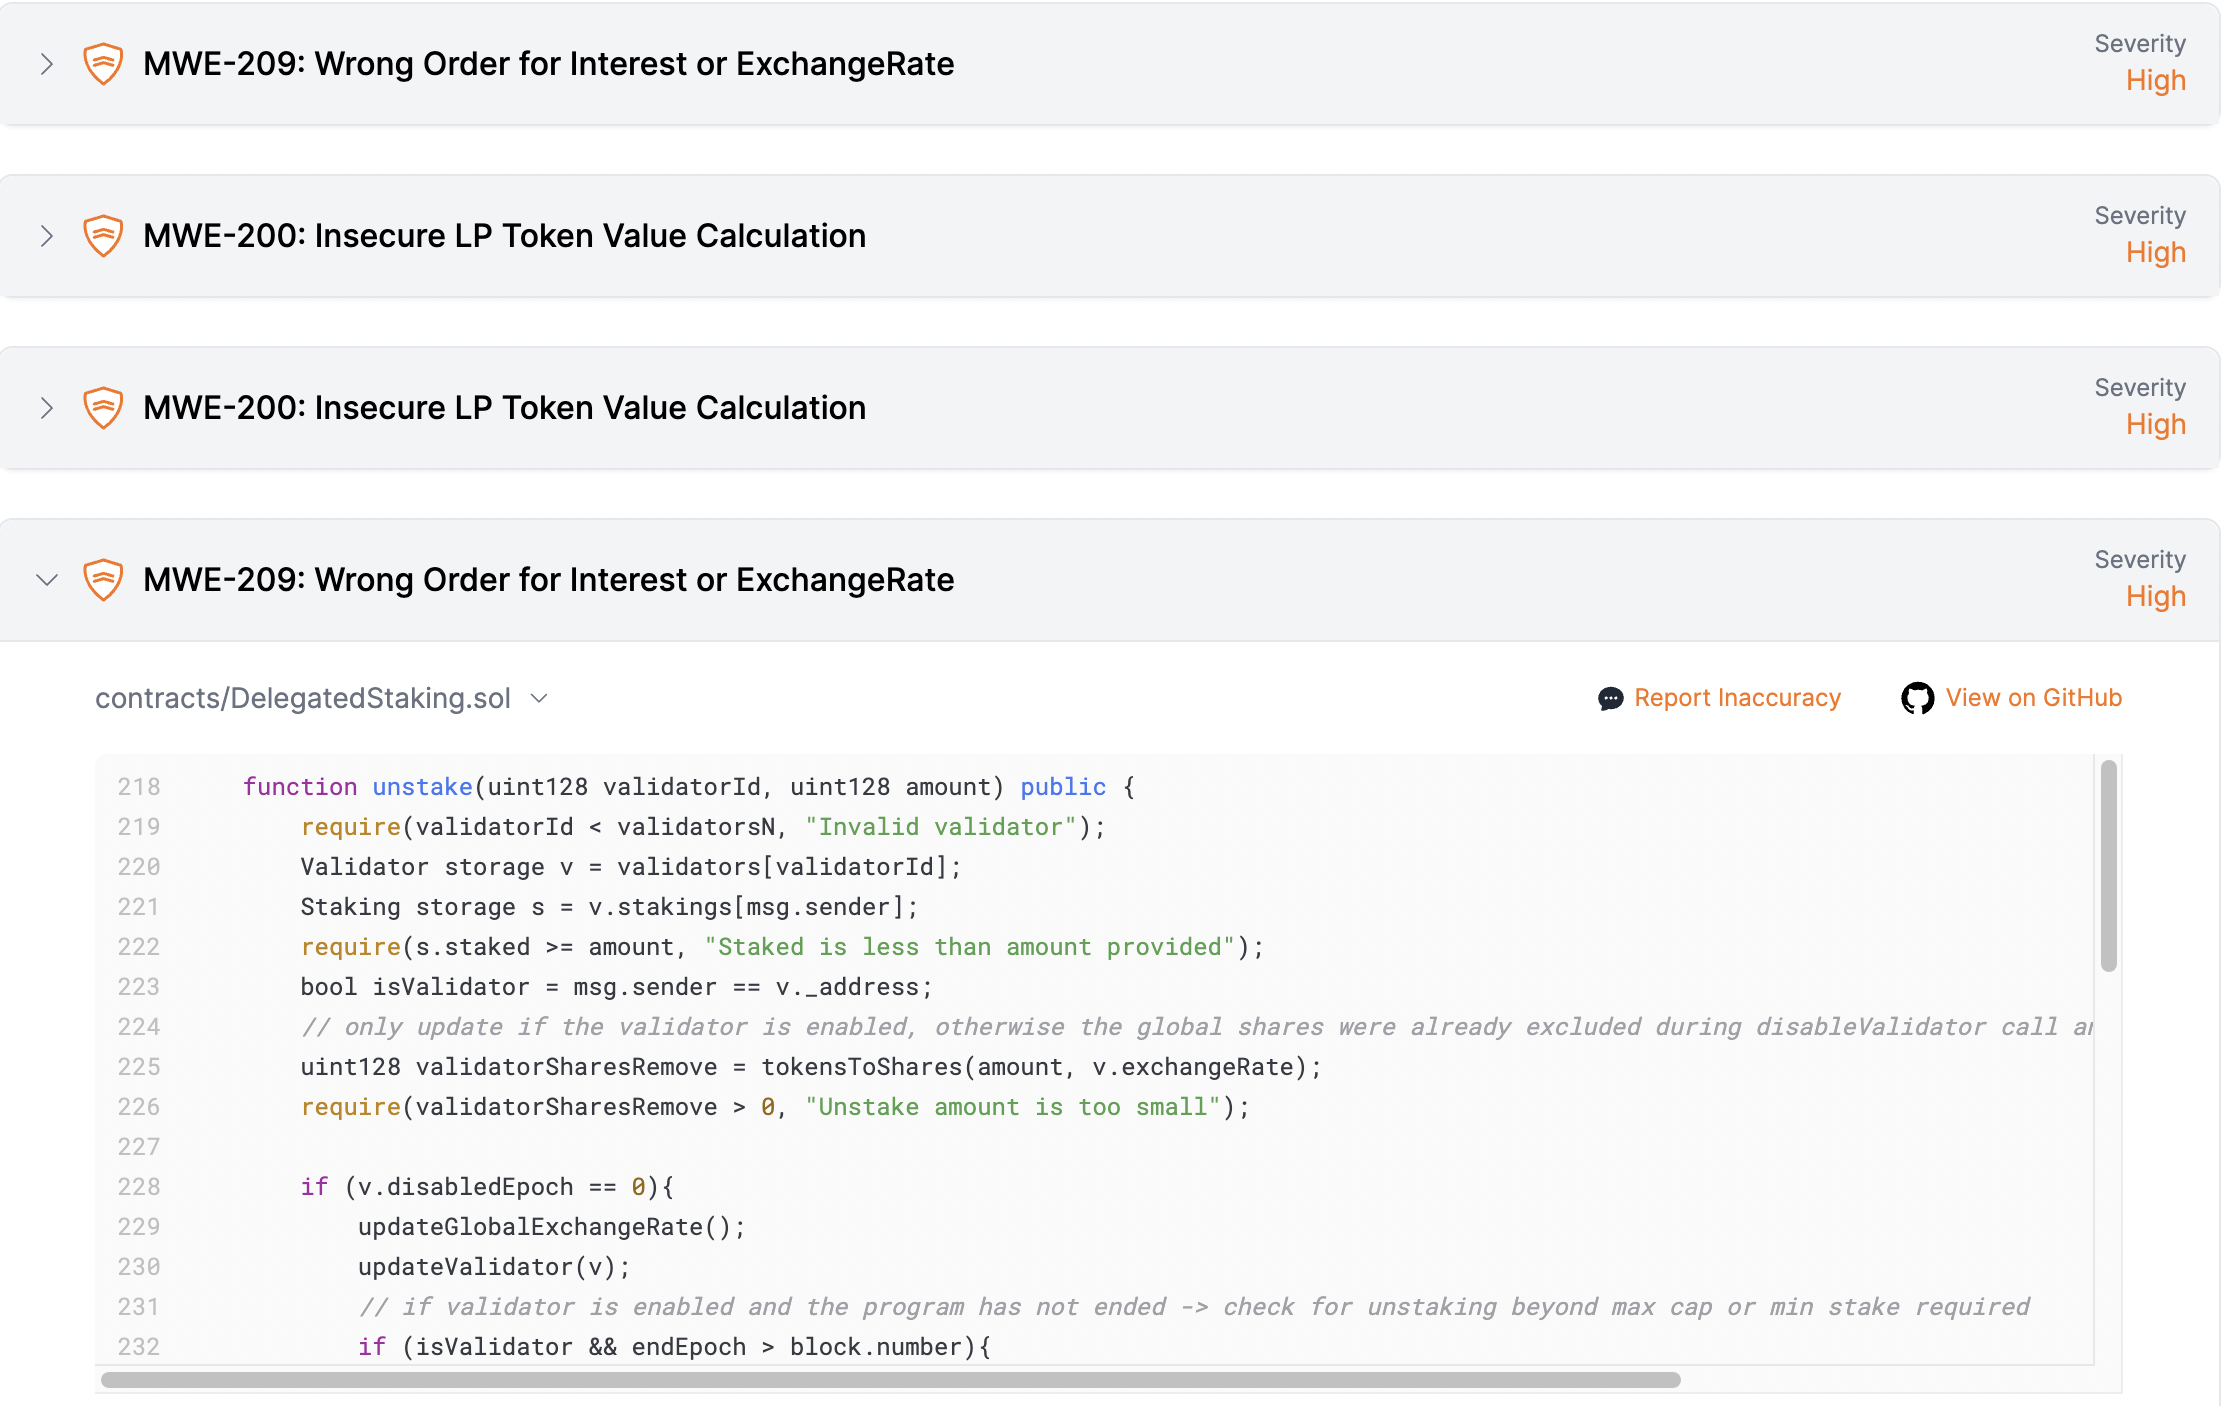 MWE-209: Wrong Order for Interest or ExchangeRate
Severity
High
MWE-200: Insecure LP Token Value Calculation
Severity
High
MWE-200: Insecure LP Token Value Calculation
Severity
High
MWE-209: Wrong Order for Interest or ExchangeRate
Severity
High
contracts/DelegatedStaking.sol
Report Inaccuracy
View on GitHub
218 function unstake(uint128 validatorId, uint128 amount) public {
219 require(validatorId < validatorsN, "Invalid validator");
220 Validator storage v = validators[validatorId];
221 Staking storage s = v.stakings[msg.sender];
222 require(s.staked >= amount, "Staked is less than amount provided");
223 bool isValidator = msg.sender == v._address;
224 // only update if the validator is enabled, otherwise the global shares were already excluded during disableValidator call
225 uint128 validatorSharesRemove = tokensToShares(amount, v.exchangeRate);
226 require(validatorSharesRemove > 0, "Unstake amount is too small");
227
228 if (v.disabledEpoch == 0){
229 updateGlobalExchangeRate();
230 updateValidator(v);
231 // if validator is enabled and the program has not ended -> check for unstaking beyond max cap or min stake required
232 if (isValidator && endEpoch > block.number){